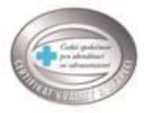 Česká společnost
pro akreditaci
ve zdravotnictví
CERTIFIKÁT KVALITY A BEZPEČÍ